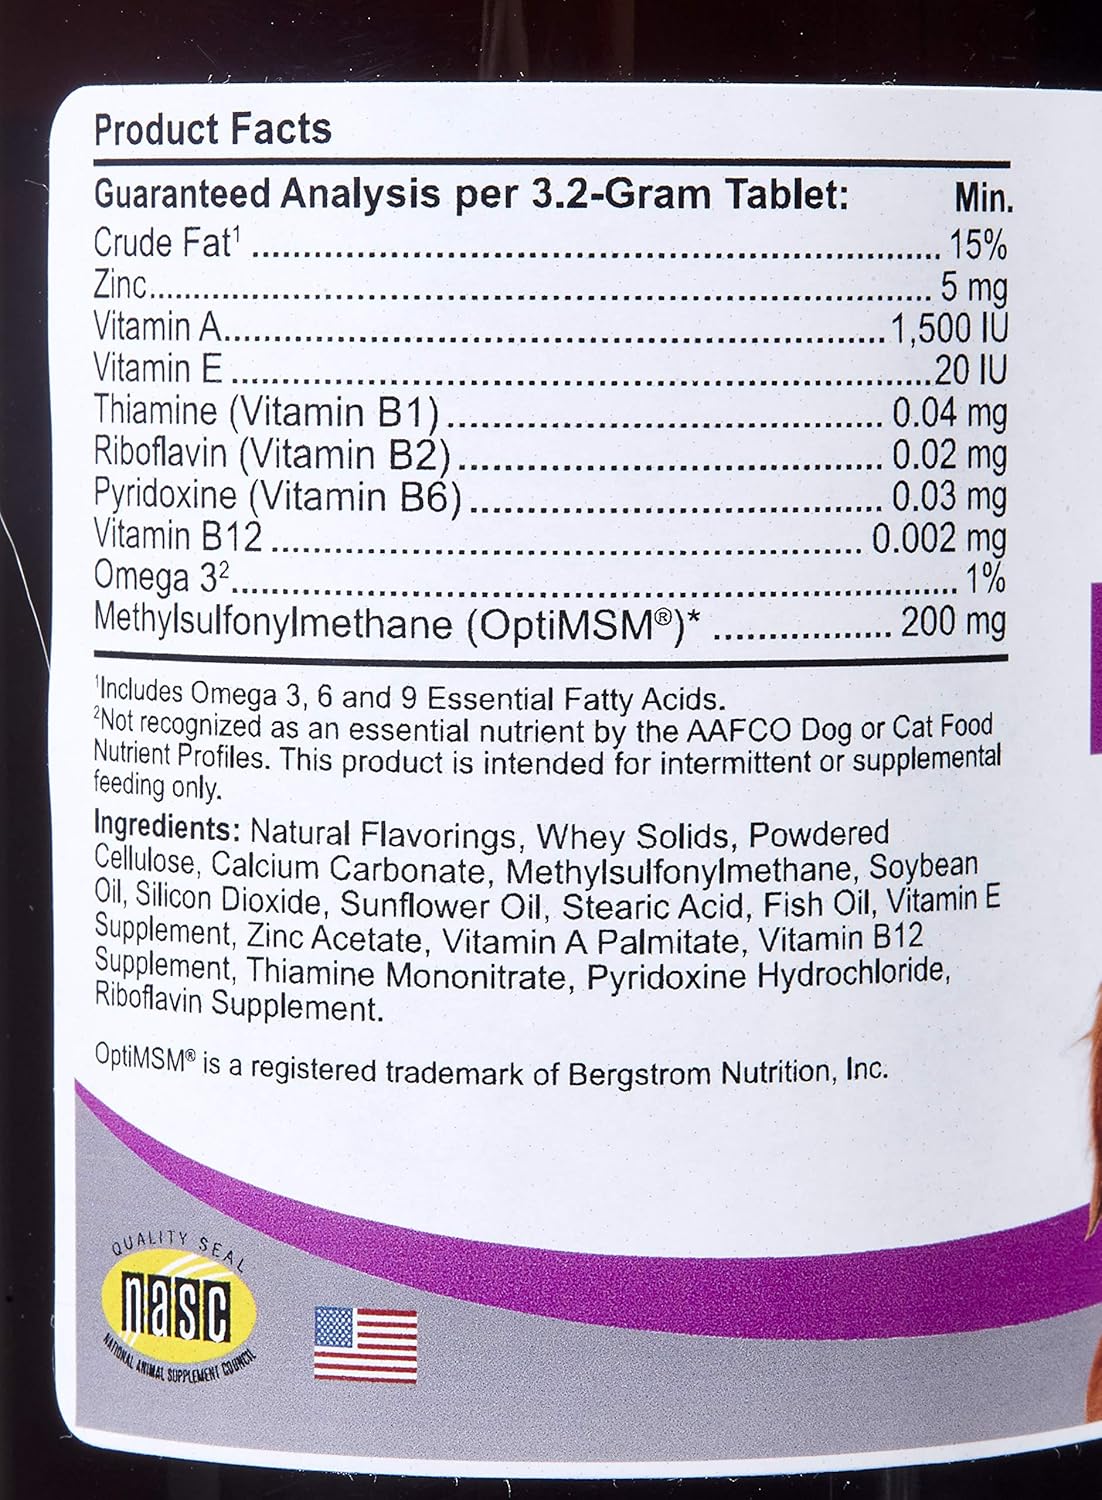 Product Facts
Guaranteed Analysis per 3.2-Gram Tablet: Min.
Crude Fat¹ 15%
Zinc 5 mg
Vitamin A 1,500 IU
Vitamin E 20 IU
Thiamine (Vitamin B1) 0.04 mg
Riboflavin (Vitamin B2) 0.02 mg
Pyridoxine (Vitamin B6) 0.03 mg
Vitamin B12 0.002 mg
Omega 3² 1%
Methylsulfonylmethane (OptiMSM®)* 200 mg
¹Includes Omega 3, 6 and 9 Essential Fatty Acids.
²Not recognized as an essential nutrient by the AAFCO Dog or Cat Food
Nutrient Profiles. This product is intended for intermittent or supplemental
feeding only.
Ingredients: Natural Flavorings, Whey Solids, Powdered
Cellulose, Calcium Carbonate, Methylsulfonylmethane, Soybean
Oil, Silicon Dioxide, Sunflower Oil, Stearic Acid, Fish Oil, Vitamin E
Supplement, Zinc Acetate, Vitamin A Palmitate, Vitamin B12
Supplement, Thiamine Mononitrate, Pyridoxine Hydrochloride,
Riboflavin Supplement.
OptiMSM® is a registered trademark of Bergstrom Nutrition, Inc.
QUALITY SEAL
nasc
NATIONAL ANIMAL SUPPLEMENT COUNCIL